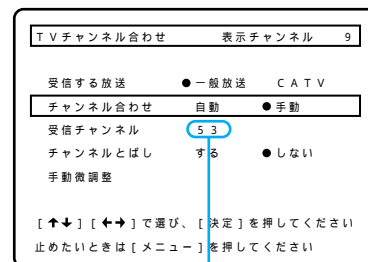 TVチャンネル合わせ 表示チャンネル 9
受信する放送 ●一般放送 CATV
チャンネル合わせ 自動 ●手動
受信チャンネル 53
チャンネルとばし する ●しない
手動微調整
[↑↓][←→]で選び、[決定]を押してください
止めたいときは[メニュー]を押してください